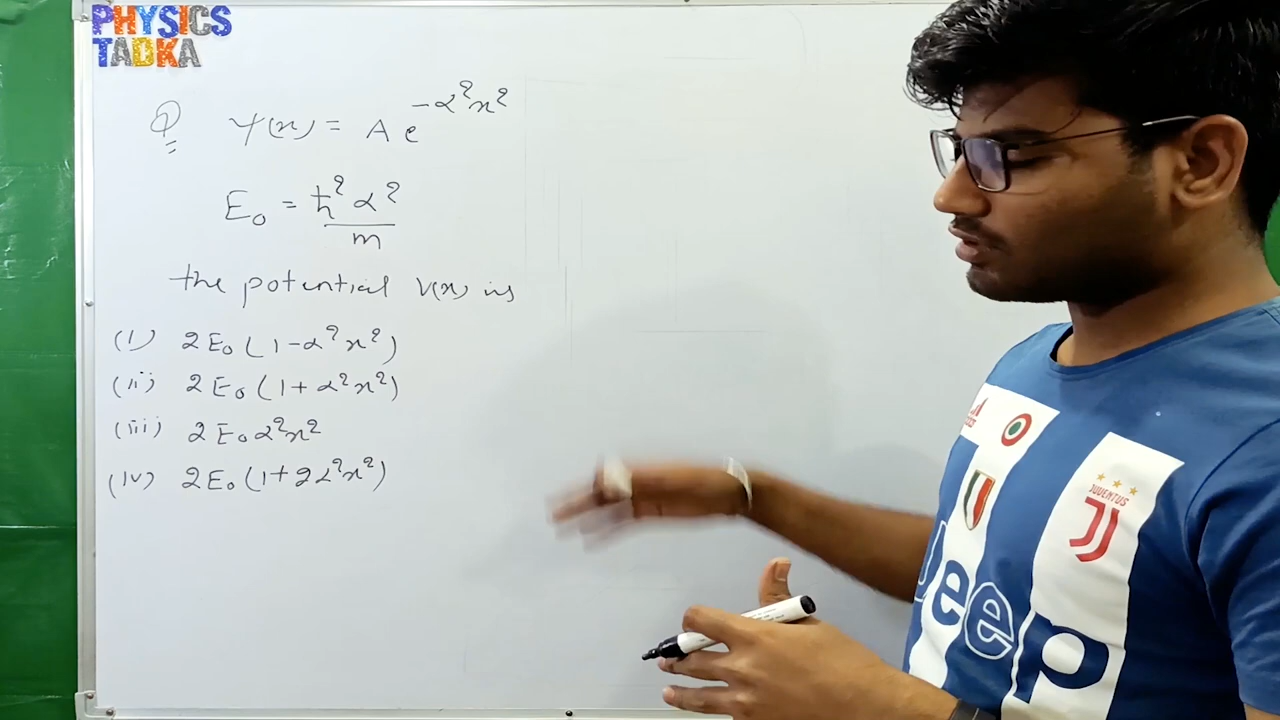 PHYSICS
TADKA
Q ψ(x) = A e^{-α²x²}
E₀ = ħ²α²/m
the potential V(x) is
(i) 2E₀(1-α²x²)
(ii) 2E₀(1+α²x²)
(iii) 2E₀α²x²
(iv) 2E₀(1+2α²x²)
JUVENTUS
Jeep